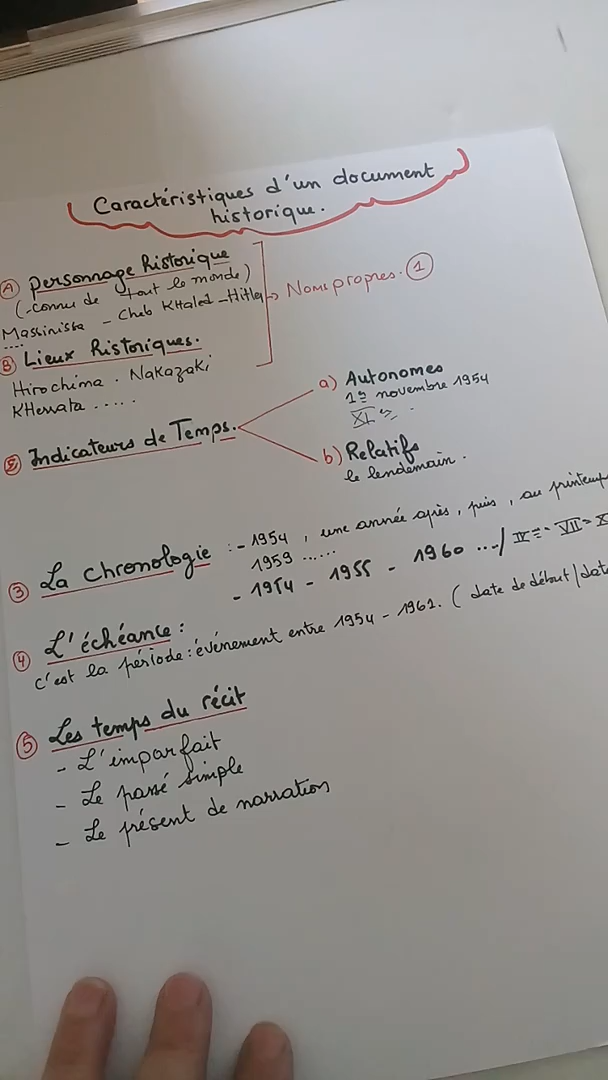 Caractéristiques d'un document
historique.
A Personnage Historique
(connu de tout le monde)
Massinissa - Cheb KHaled - Hitler
....
Noms propres. 1
B Lieux Historiques.
Hirochima . Nakazaki
KHerrata .....
Indicateurs de Temps.
a) Autonomes
1er novembre 1954
XI
b) Relatifs
le lendemain.
3 La chronologie : - 1954, une année après, puis, au printemps
1959 ......
- 1954 - 1955 - 1960 .../ IV - VII -
4 L'échéance :
c'est la période : événement entre 1954 - 1962. ( date de début / date
5 Les temps du récit
- L'imparfait
- Le passé simple
- Le présent de narration